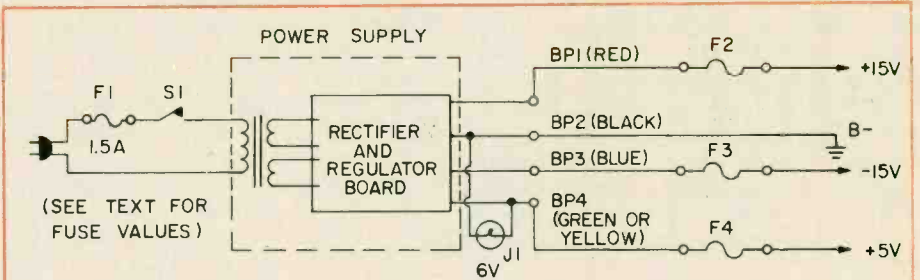 POWER SUPPLY
BP1 (RED)
F2
+15V
F1
S1
1.5A
RECTIFIER
AND
REGULATOR
BOARD
BP2 (BLACK)
B-
BP3 (BLUE)
F3
-15V
(SEE TEXT FOR
FUSE VALUES)
BP4
(GREEN OR
YELLOW)
F4
+5V
J1
6V